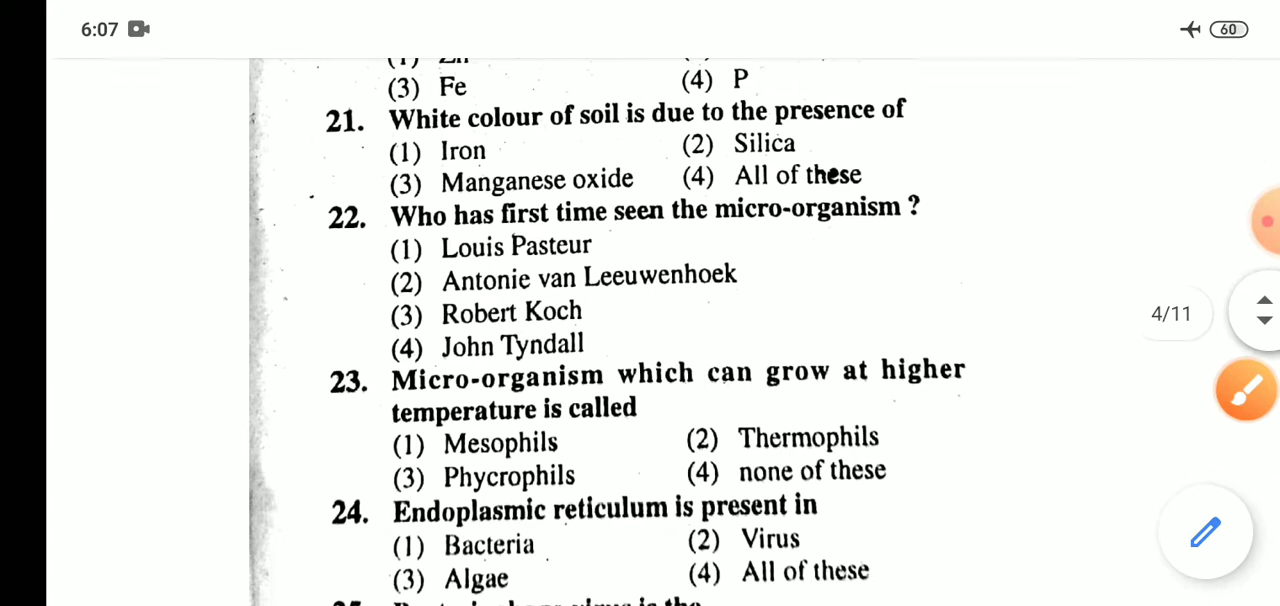 6:07
60
(3) Fe (4) P
21. White colour of soil is due to the presence of
(1) Iron (2) Silica
(3) Manganese oxide (4) All of these
22. Who has first time seen the micro-organism ?
(1) Louis Pasteur
(2) Antonie van Leeuwenhoek
(3) Robert Koch
(4) John Tyndall
4/11
23. Micro-organism which can grow at higher
temperature is called
(1) Mesophils (2) Thermophils
(3) Phycrophils (4) none of these
24. Endoplasmic reticulum is present in
(1) Bacteria (2) Virus
(3) Algae (4) All of these